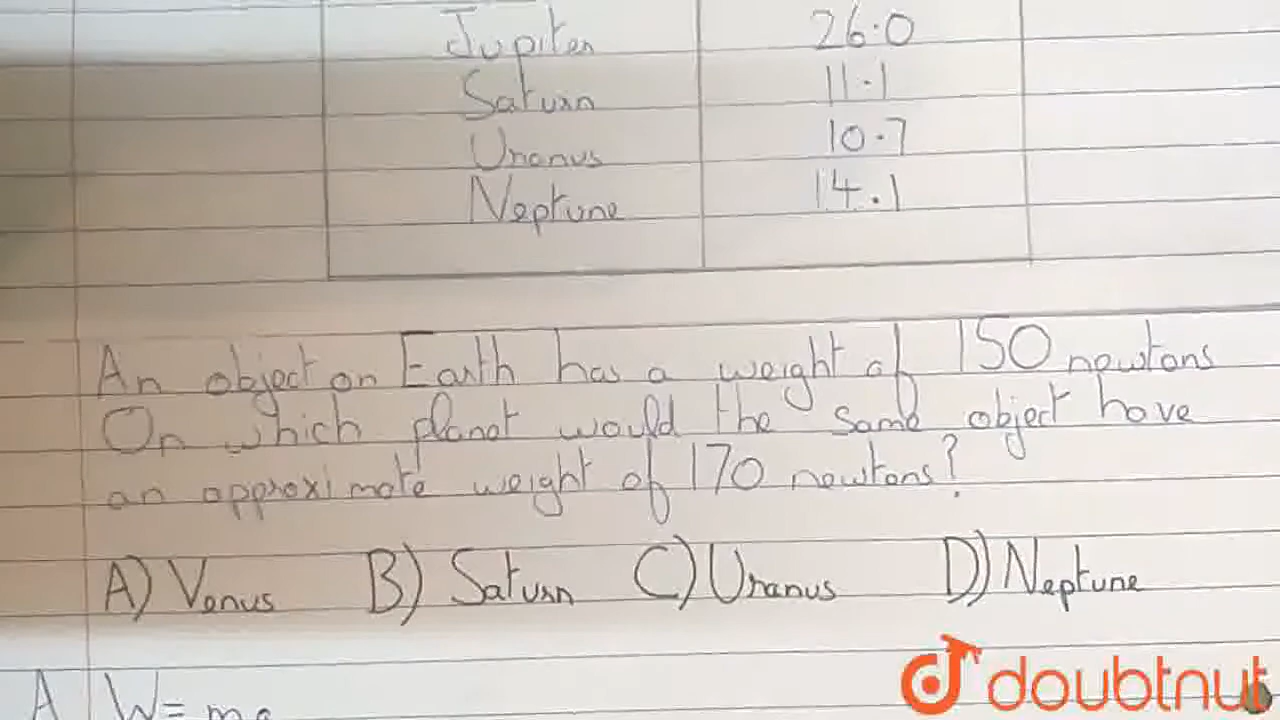 Jupiter 26.0
Saturn 11.1
Uranus 10.7
Neptune 14.1
An object on Earth has a weight of 150 newtons
On which planet would the same object have
an approximate weight of 170 newtons?
A) Venus B) Saturn C) Uranus D) Neptune
A W= mg
doubtnut